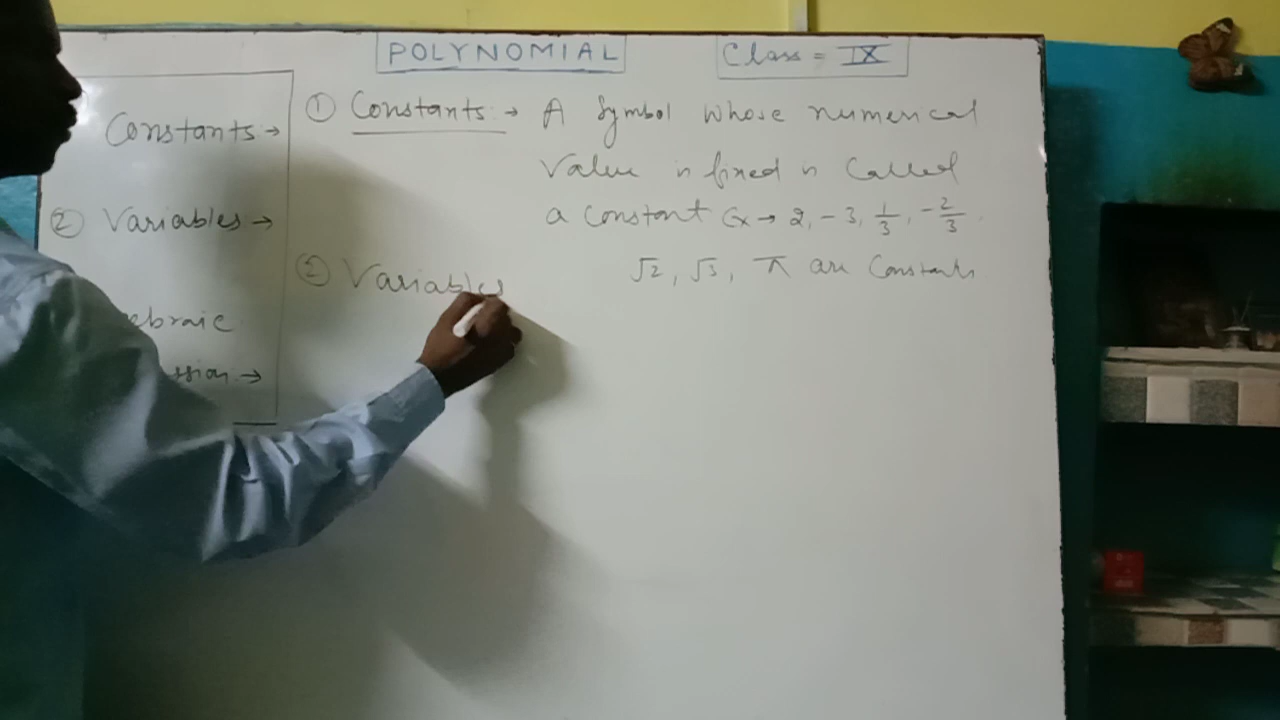 POLYNOMIAL
Class = IX
Constants →
② Variables →
ebraic
ssion →
① Constants → A Symbol whose numerical
Value is fixed is Called
a Constant Ex → 2, -3, 1/3, -2/3
√2, √3, π are Constants
② Variables